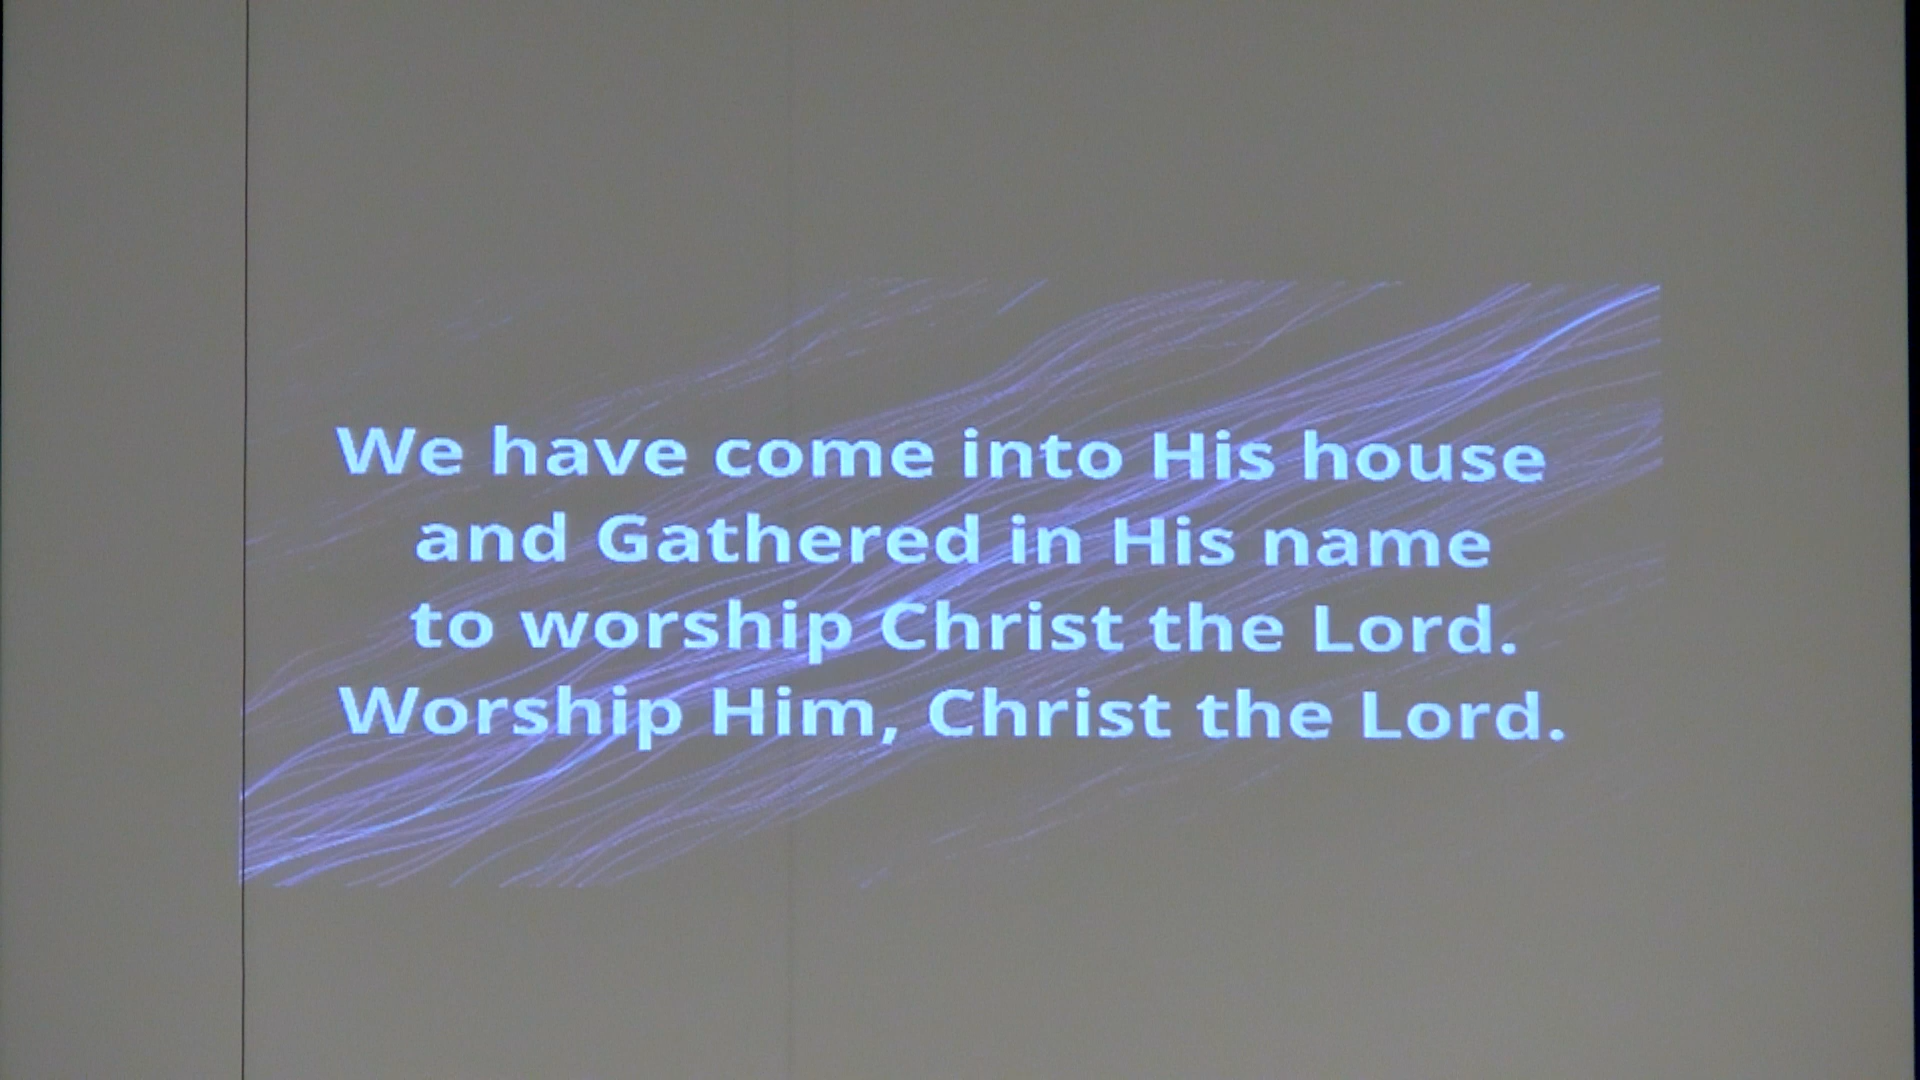 We have come into His house
and Gathered in His name
to worship Christ the Lord.
Worship Him, Christ the Lord.